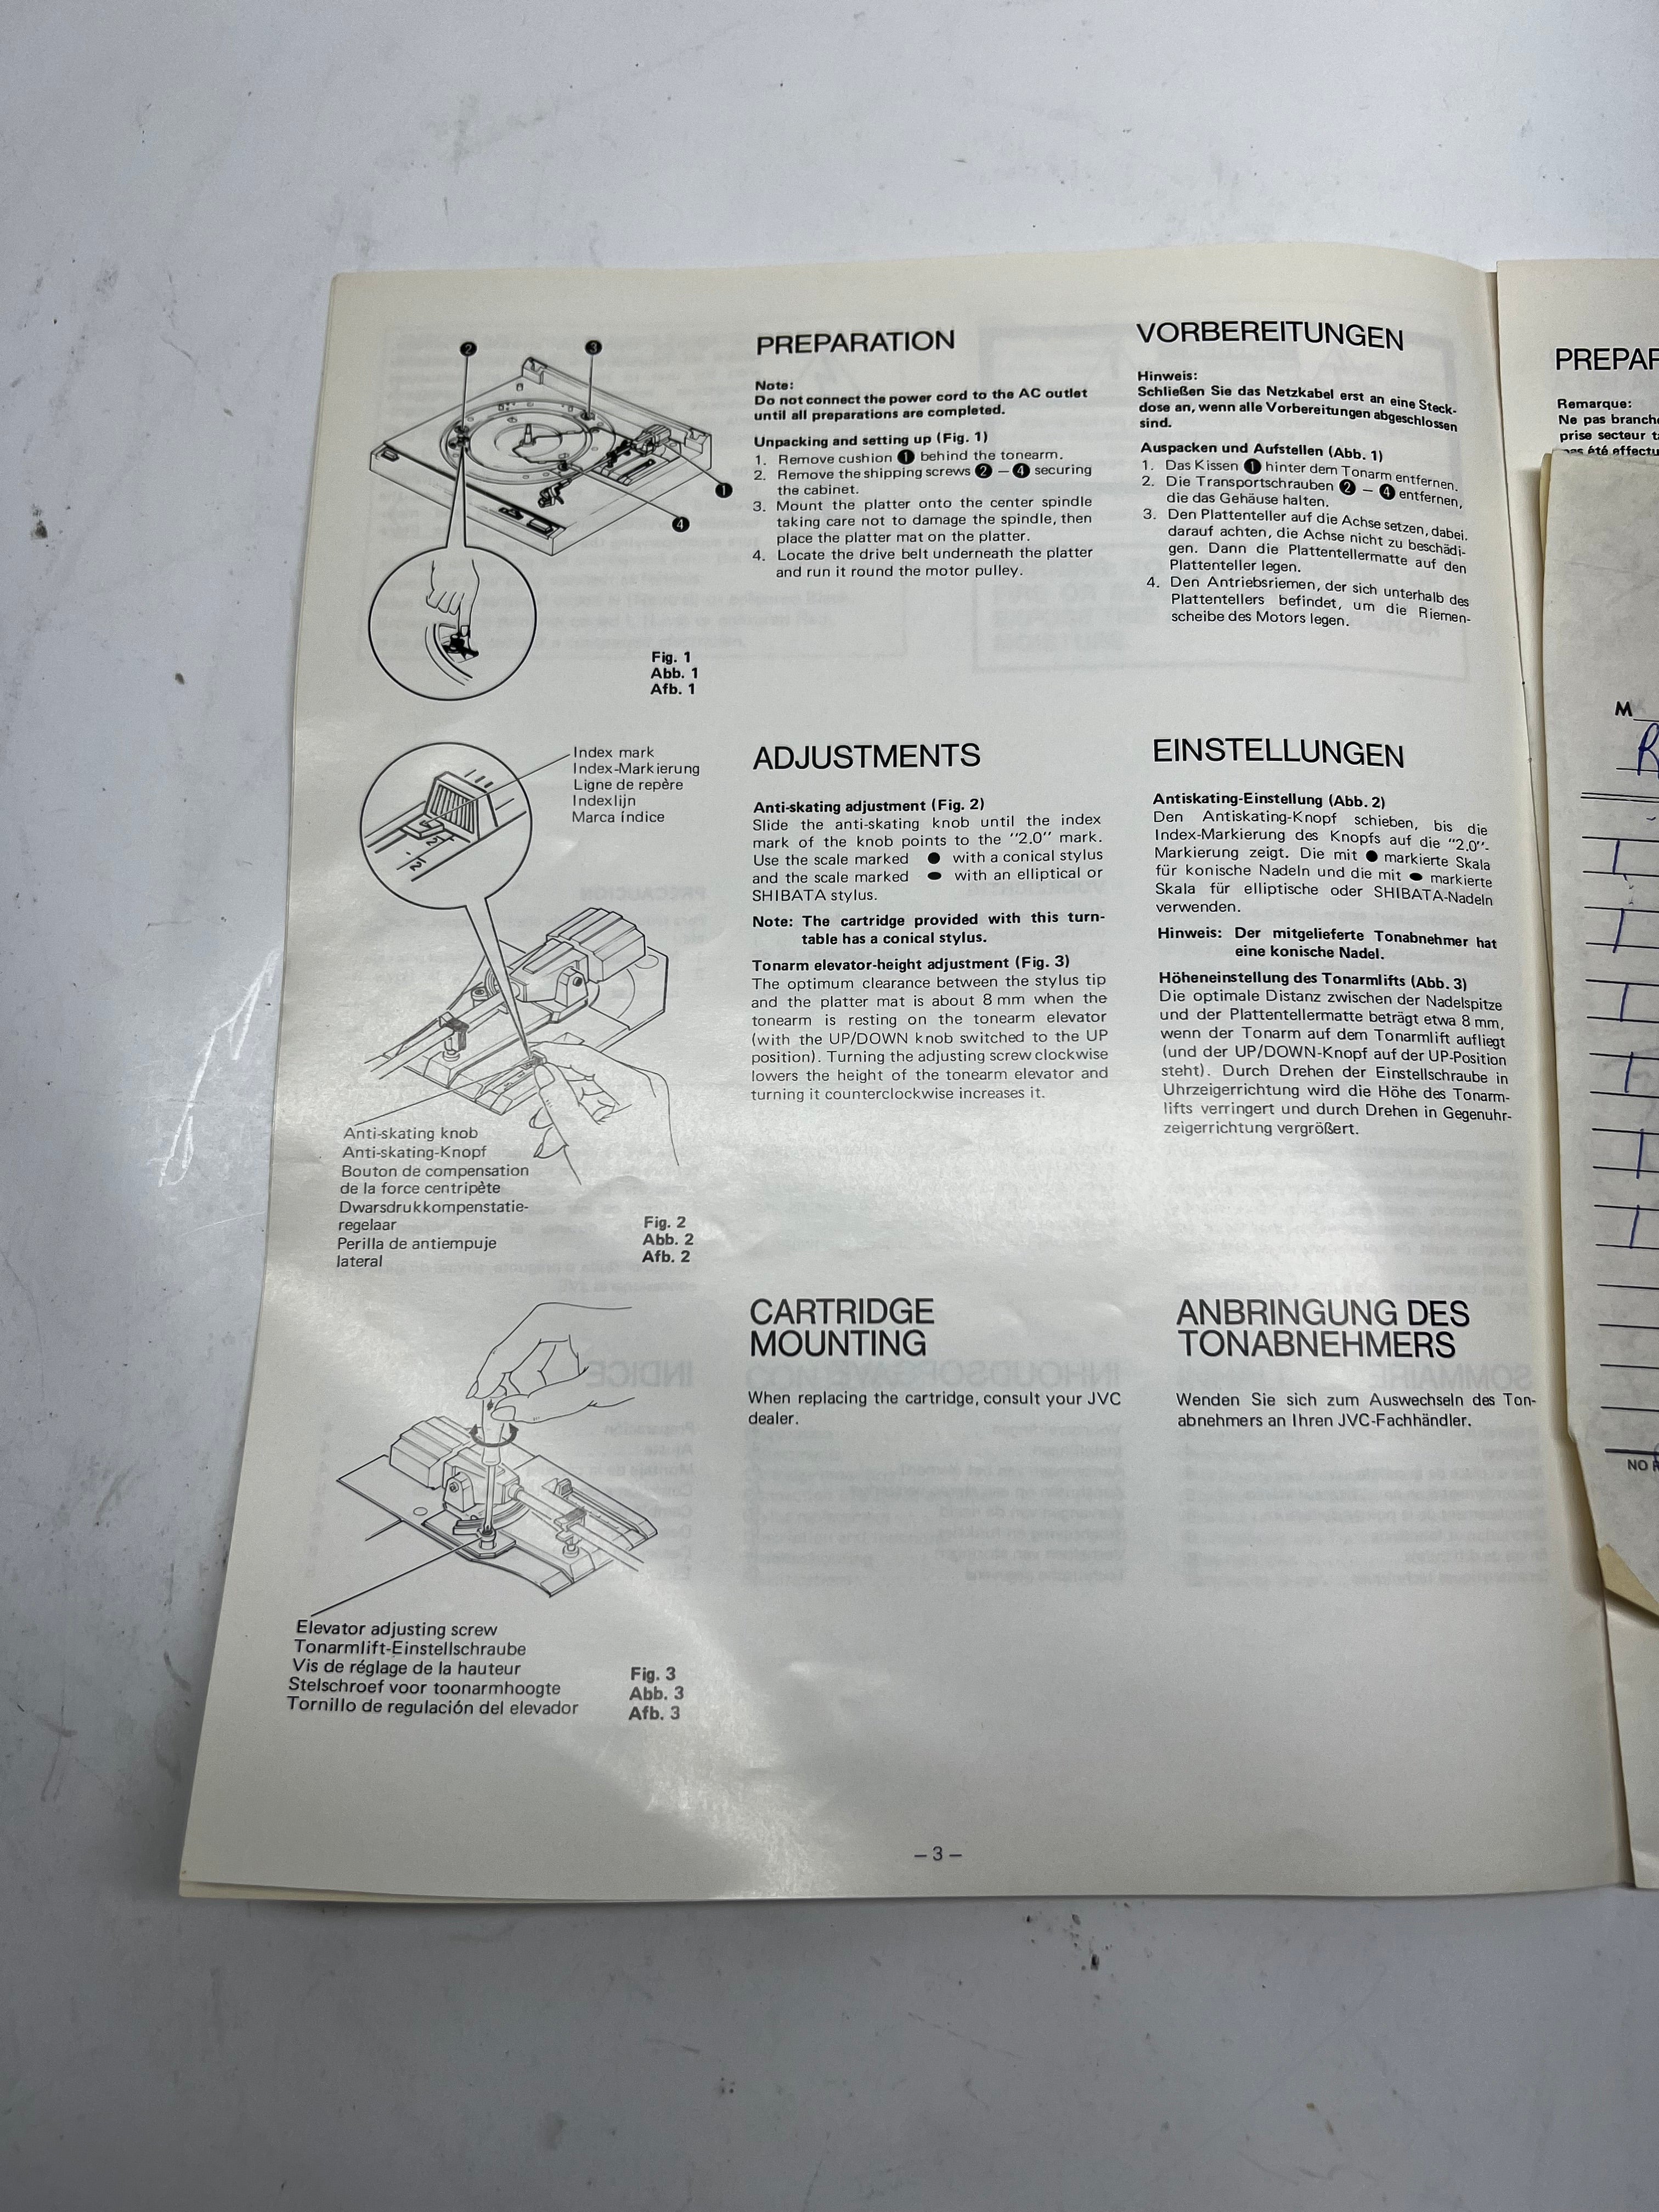 2
3
1
4
Fig. 1
Abb. 1
Afb. 1
PREPARATION
Note:
Do not connect the power cord to the AC outlet
until all preparations are completed.
Unpacking and setting up (Fig. 1)
1. Remove cushion ❶ behind the tonearm.
2. Remove the shipping screws ❷ – ❹ securing
the cabinet.
3. Mount the platter onto the center spindle
taking care not to damage the spindle, then
place the platter mat on the platter.
4. Locate the drive belt underneath the platter
and run it round the motor pulley.
VORBEREITUNGEN
Hinweis:
Schließen Sie das Netzkabel erst an eine Steck-
dose an, wenn alle Vorbereitungen abgeschlossen
sind.
Auspacken und Aufstellen (Abb. 1)
1. Das Kissen ❶ hinter dem Tonarm entfernen.
2. Die Transportschrauben ❷ – ❹ entfernen,
die das Gehäuse halten.
3. Den Plattenteller auf die Achse setzen, dabei
darauf achten, die Achse nicht zu beschädi-
gen. Dann die Plattentellermatte auf den
Platteteller legen.
4. Den Antriebsriemen, der sich unterhalb des
Plattentellers befindet, um die Riemen-
scheibe des Motors legen.
Index mark
Index-Markierung
Ligne de repère
Indexlijn
Marca índice
2
2
Anti-skating knob
Anti-skating-Knopf
Bouton de compensation
de la force centripète
Dwarsdrukkompenstatie-
regelaar
Perilla de antiempuje
lateral
Fig. 2
Abb. 2
Afb. 2
ADJUSTMENTS
Anti-skating adjustment (Fig. 2)
Slide the anti-skating knob until the index
mark of the knob points to the "2.0" mark.
Use the scale marked ● with a conical stylus
and the scale marked ⬬ with an elliptical or
SHIBATA stylus.
Note: The cartridge provided with this turn-
table has a conical stylus.
Tonarm elevator-height adjustment (Fig. 3)
The optimum clearance between the stylus tip
and the platter mat is about 8 mm when the
tonearm is resting on the tonearm elevator
(with the UP/DOWN knob switched to the UP
position). Turning the adjusting screw clockwise
lowers the height of the tonearm elevator and
turning it counterclockwise increases it.
EINSTELLUNGEN
Antiskating-Einstellung (Abb. 2)
Den Antiskating-Knopf schieben, bis die
Index-Markierung des Knopfs auf die "2.0"-
Markierung zeigt. Die mit ● markierte Skala
für konische Nadeln und die mit ⬬ markierte
Skala für elliptische oder SHIBATA-Nadeln
verwenden.
Hinweis: Der mitgelieferte Tonabnehmer hat
eine konische Nadel.
Höheneinstellung des Tonarmlifts (Abb. 3)
Die optimale Distanz zwischen der Nadelspitze
und der Plattentellermatte beträgt etwa 8 mm,
wenn der Tonarm auf dem Tonarmlift aufliegt
(und der UP/DOWN-Knopf auf der UP-Position
steht). Durch Drehen der Einstellschraube in
Uhrzeigerrichtung wird die Höhe des Tonarm-
lifts verringert und durch Drehen in Gegenuhr-
zeigerrichtung vergrößert.
Elevator adjusting screw
Tonarmlift-Einstellschraube
Vis de réglage de la hauteur
Stelschroef voor toonarmhoogte
Tornillo de regulación del elevador
Fig. 3
Abb. 3
Afb. 3
CARTRIDGE
MOUNTING
When replacing the cartridge, consult your JVC
dealer.
ANBRINGUNG DES
TONABNEHMERS
Wenden Sie sich zum Auswechseln des Ton-
abnehmers an Ihren JVC-Fachhändler.
– 3 –
Remarque:
Ne pas
prise secteur
pas été
M
NO